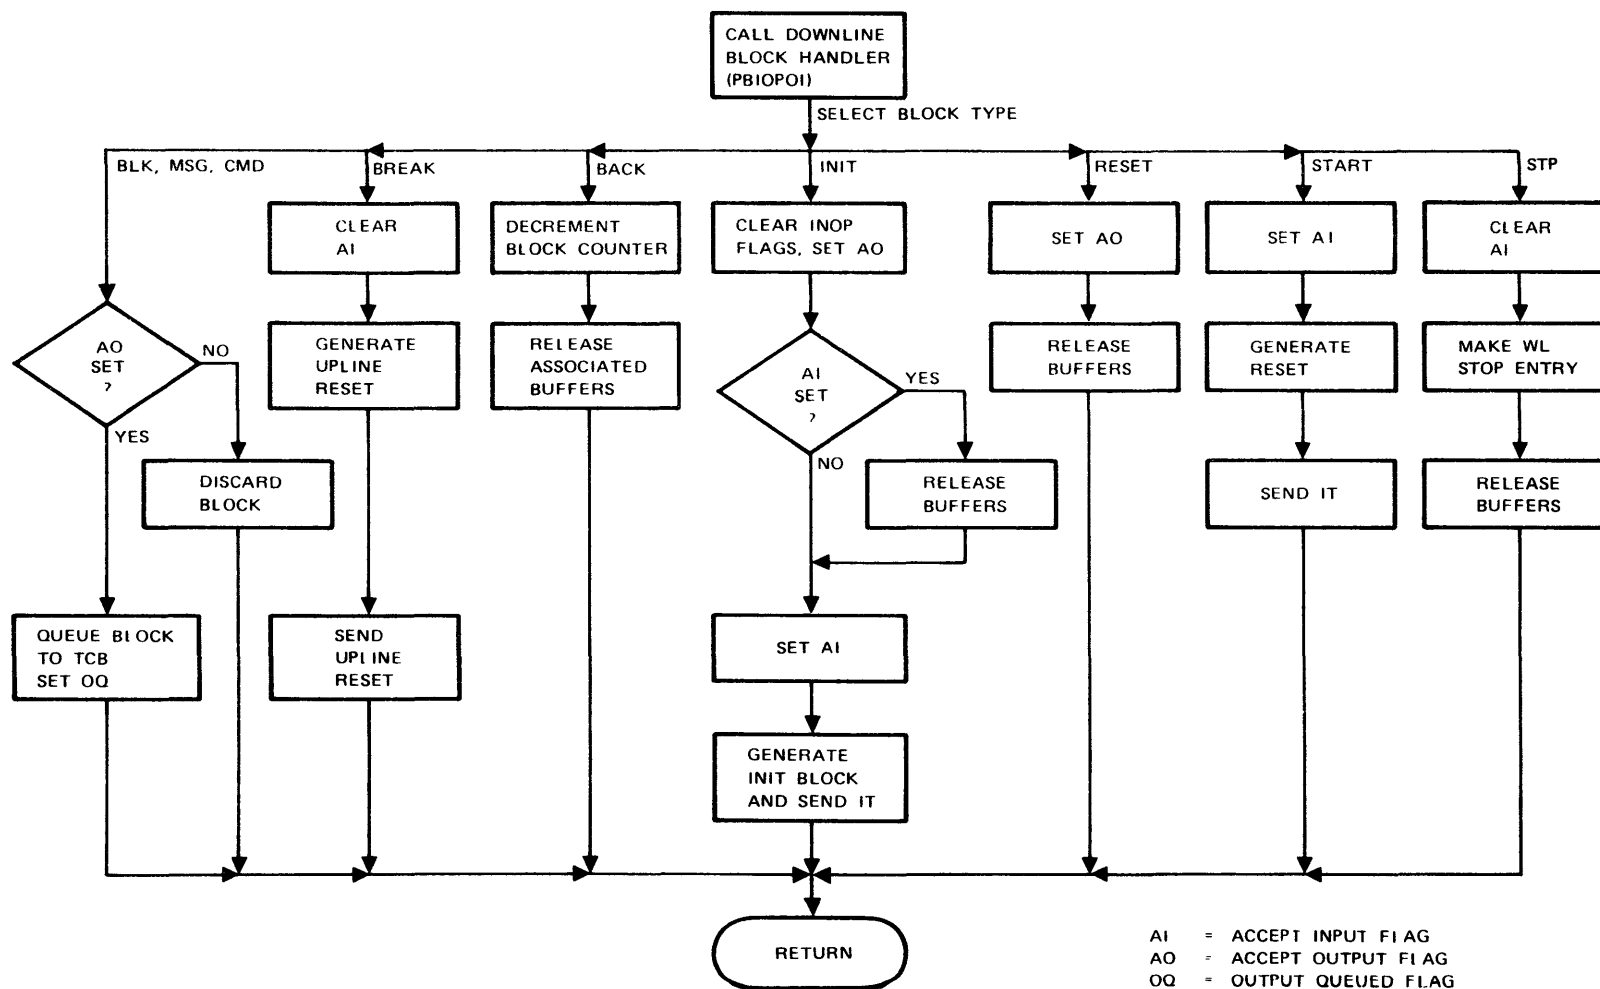 CALL DOWNLINE
BLOCK HANDLER
(PBIOPOI)
SELECT BLOCK TYPE
BLK, MSG, CMD
BREAK
BACK
INIT
RESET
START
STP
CLEAR
AI
DECREMENT
BLOCK COUNTER
CLEAR INOP
FLAGS, SET AO
SET AO
SET AI
CLEAR
AI
AO
SET
?
NO
YES
GENERATE
UPLINE
RESET
RELEASE
ASSOCIATED
BUFFERS
AI
SET
?
YES
NO
RELEASE
BUFFERS
GENERATE
RESET
MAKE WL
STOP ENTRY
DISCARD
BLOCK
RELEASE
BUFFERS
SEND IT
RELEASE
BUFFERS
QUEUE BLOCK
TO TCB
SET OQ
SEND
UPLINE
RESET
SET AI
GENERATE
INIT BLOCK
AND SEND IT
RETURN
AI = ACCEPT INPUT FLAG
AO = ACCEPT OUTPUT FLAG
OQ = OUTPUT QUEUED FLAG